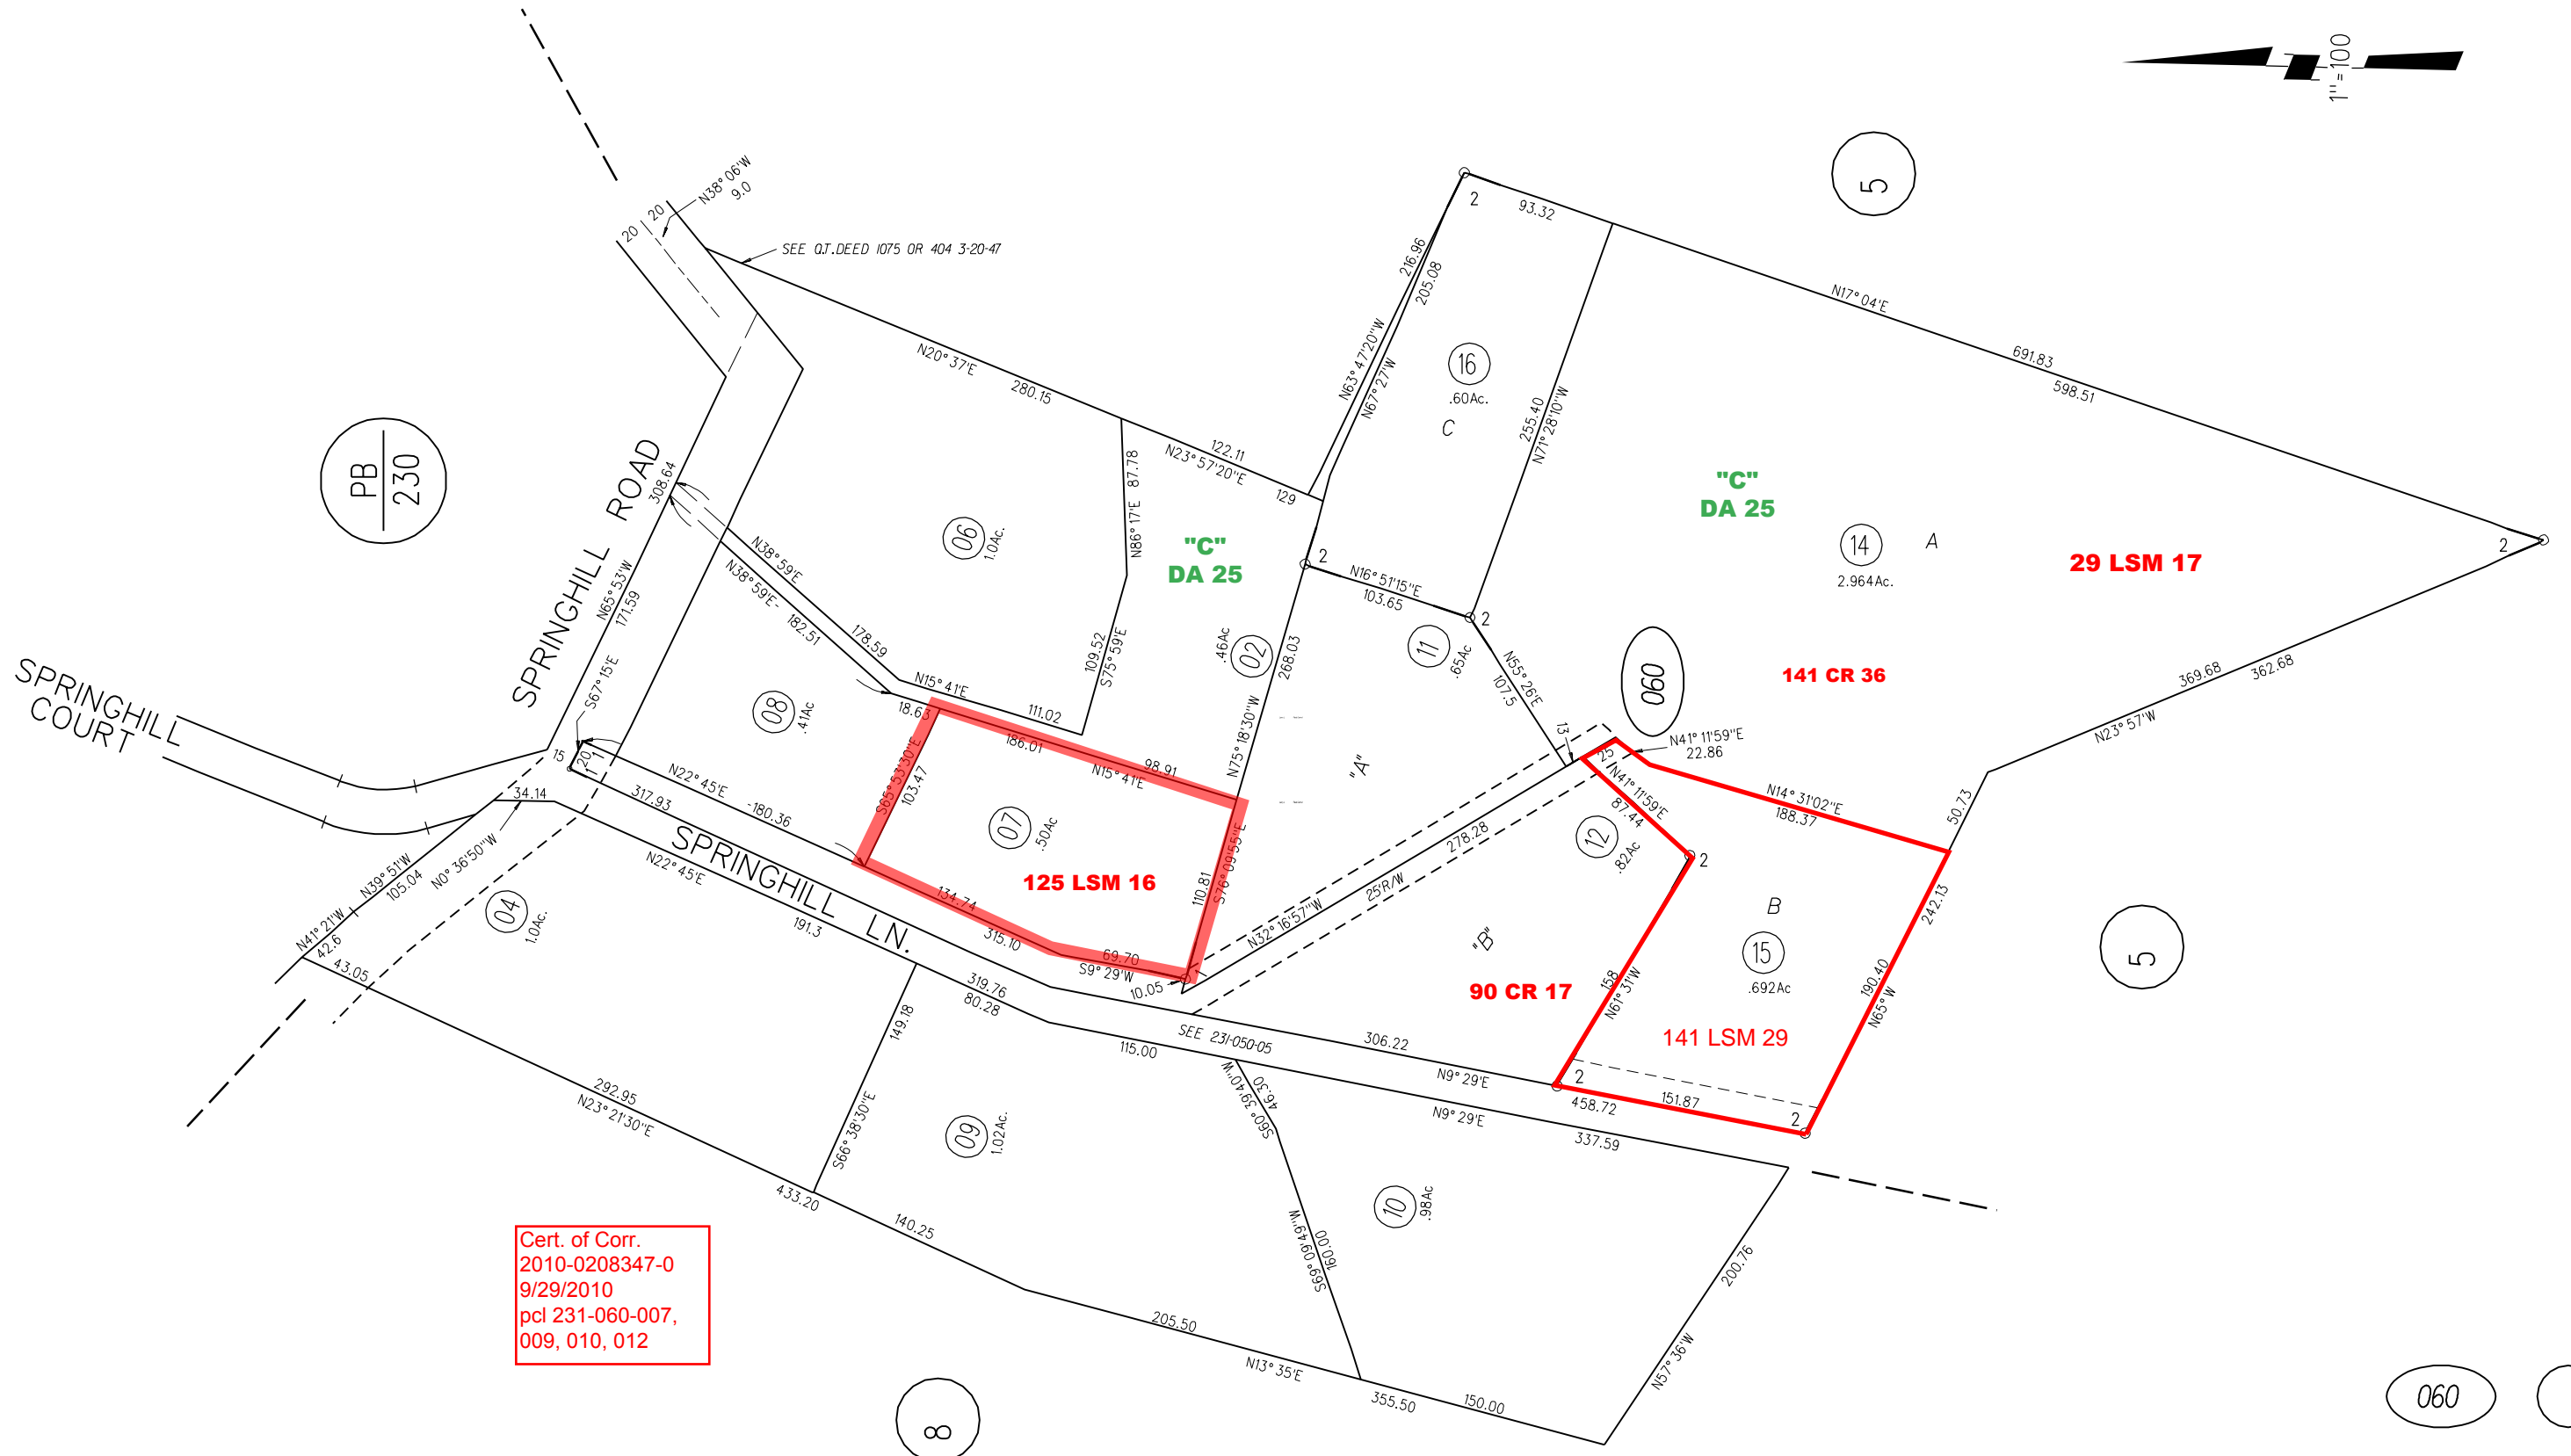 1"=100
5
N38°06'W
9.0
20
20
SEE Q.T.DEED 1075 OR 404 3-20-47
2
93.32
216.96
205.08
N63°47'20"W
N67°27'W
N17°04'E
691.83
598.51
N20°37'E
280.15
16
.60Ac.
C
255.40
N71°28'10"W
122.11
N23°57'20"E
129
N86°17'E 87.78
PB
230
SPRINGHILL ROAD
308.64
N65°53'W
171.59
06
1.0Ac.
"C"
DA 25
"C"
DA 25
14
2.964Ac.
A
29 LSM 17
2
2
N38°59'E
178.59
N38°59'E-
182.51
N16°51'15"E
103.65
2
11
.65Ac
.46Ac
02
268.03
N75°18'30"W
109.52
S75°59'E
N55°26'E
107.5
060
141 CR 36
369.68
362.68
N23°57'W
SPRINGHILL
COURT
S67°15'E
15
20
11
08
.41Ac
N15°41'E
18.63
111.02
186.01
98.91
N15°41'E
S65°53'30"E
103.47
"A"
13
25
N41°11'59"E
22.86
N14°31'02"E
188.37
50.73
N41°11'59"E
87.44
34.14
317.93
N22°45'E
-180.36
07
.50Ac
125 LSM 16
110.81
S76°09'55"E
278.28
25'R/W
N32°16'57"W
12
.82Ac
2
SPRINGHILL LN.
N0°36'50"W
N39°51'W
105.04
N41°21'W
42.6
43.05
04
1.0Ac.
N22°45'E
191.3
134.74
315.10
69.70
S9°29'W
10.05
"B"
90 CR 17
158
N61°31'W
B
15
.692Ac
141 LSM 29
242.13
190.40
N65°W
5
319.76
80.28
149.18
115.00
SEE 231-050-05
306.22
N9°29'E
2
458.72
151.87
2
292.95
N23°21'30"E
S66°38'30"E
09
1.02Ac.
46.30
S60°39'40"W
N9°29'E
337.59
433.20
140.25
10
.98Ac
160.00
S69°09'49"W
200.76
N57°36'W
Cert. of Corr.
2010-0208347-0
9/29/2010
pcl 231-060-007,
009, 010, 012
205.50
N13°35'E
355.50
150.00
8
060